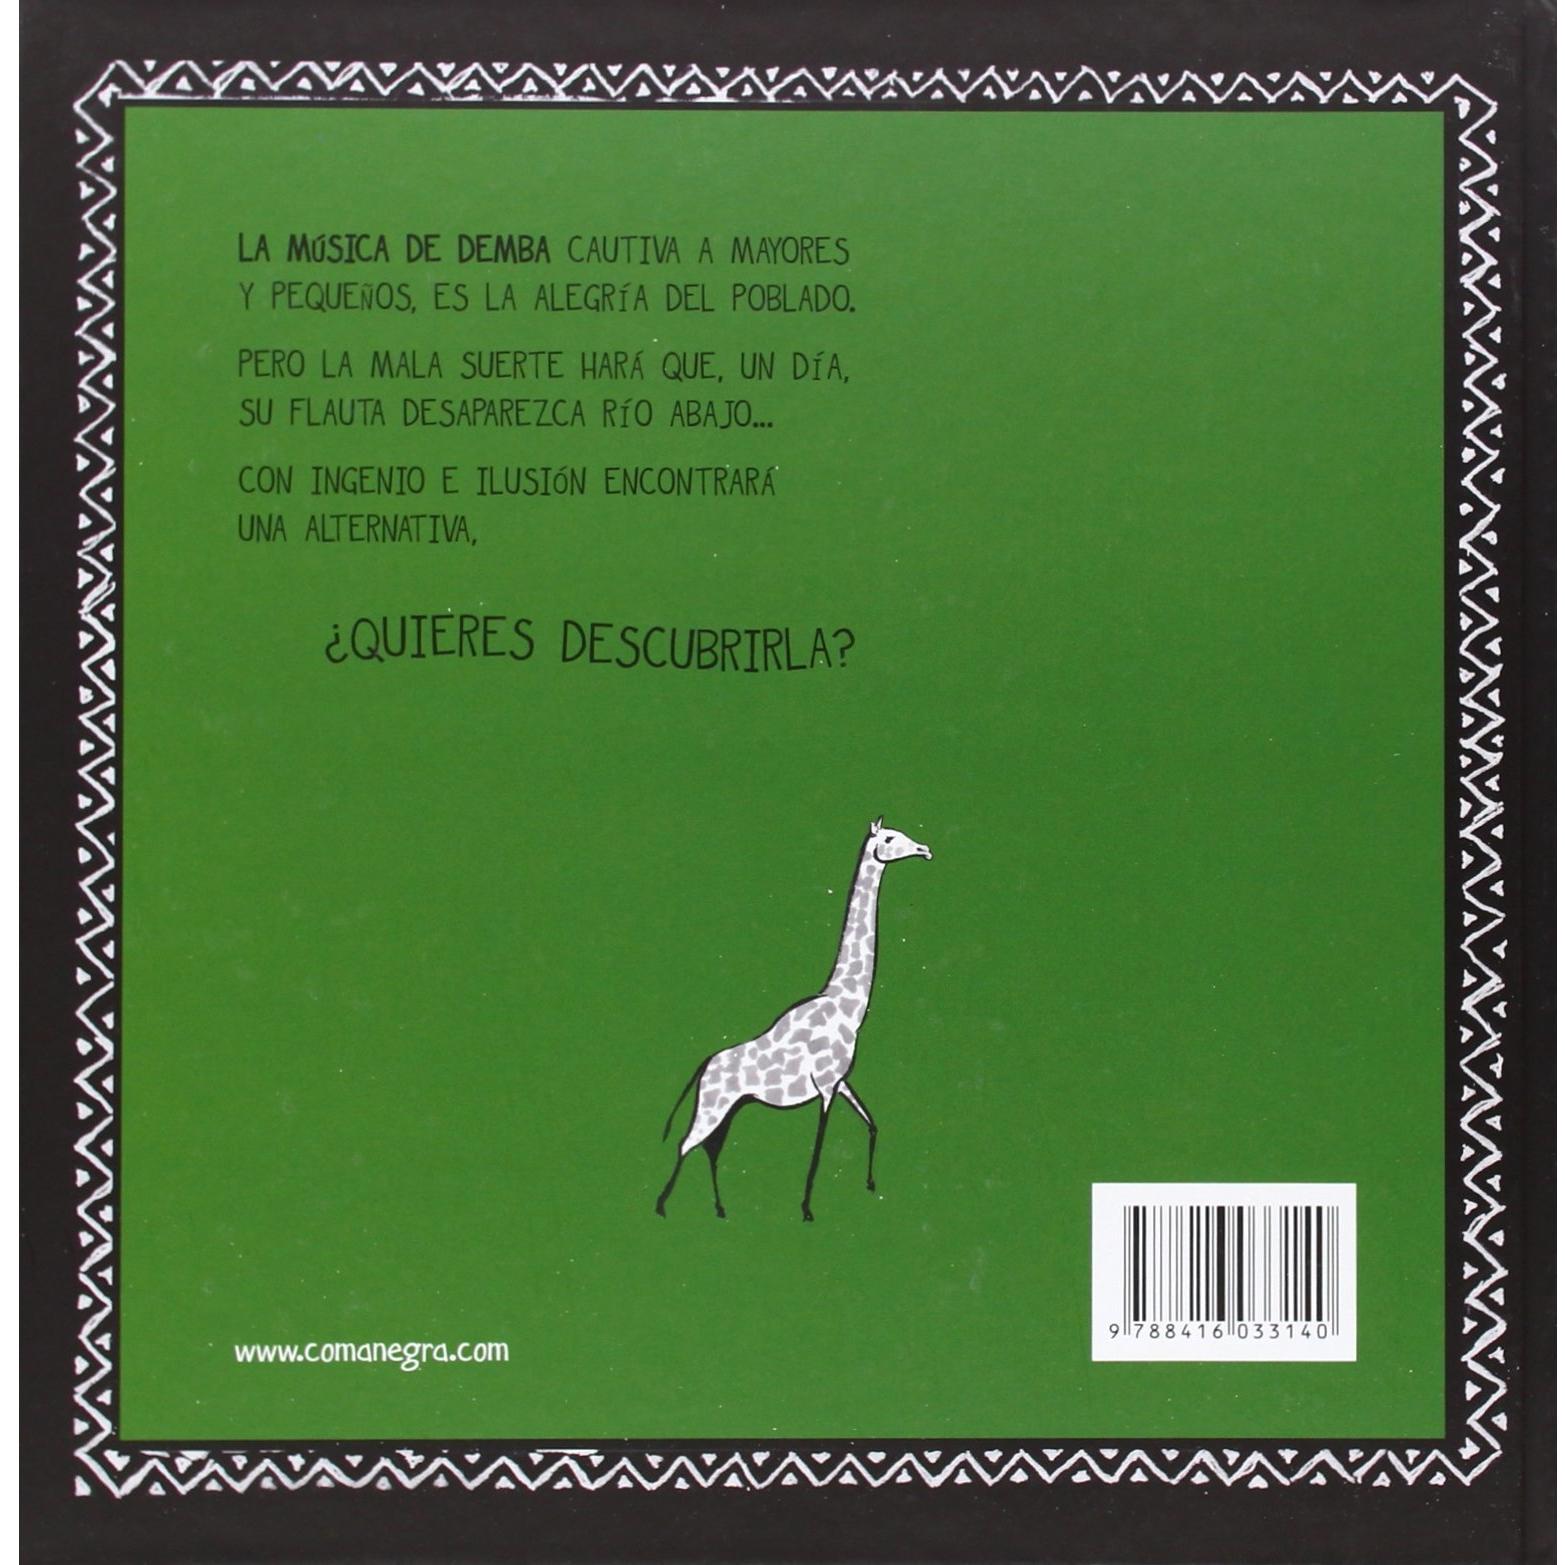 LA MÚSICA DE DEMBA CAUTIVA A MAYORES
Y PEQUEÑOS, ES LA ALEGRÍA DEL POBLADO.
PERO LA MALA SUERTE HARÁ QUE, UN DÍA,
SU FLAUTA DESAPAREZCA RÍO ABAJO...
CON INGENIO E ILUSIÓN ENCONTRARÁ
UNA ALTERNATIVA,
¿QUIERES DESCUBRIRLA?
www.comanegra.com
9 788416 033140